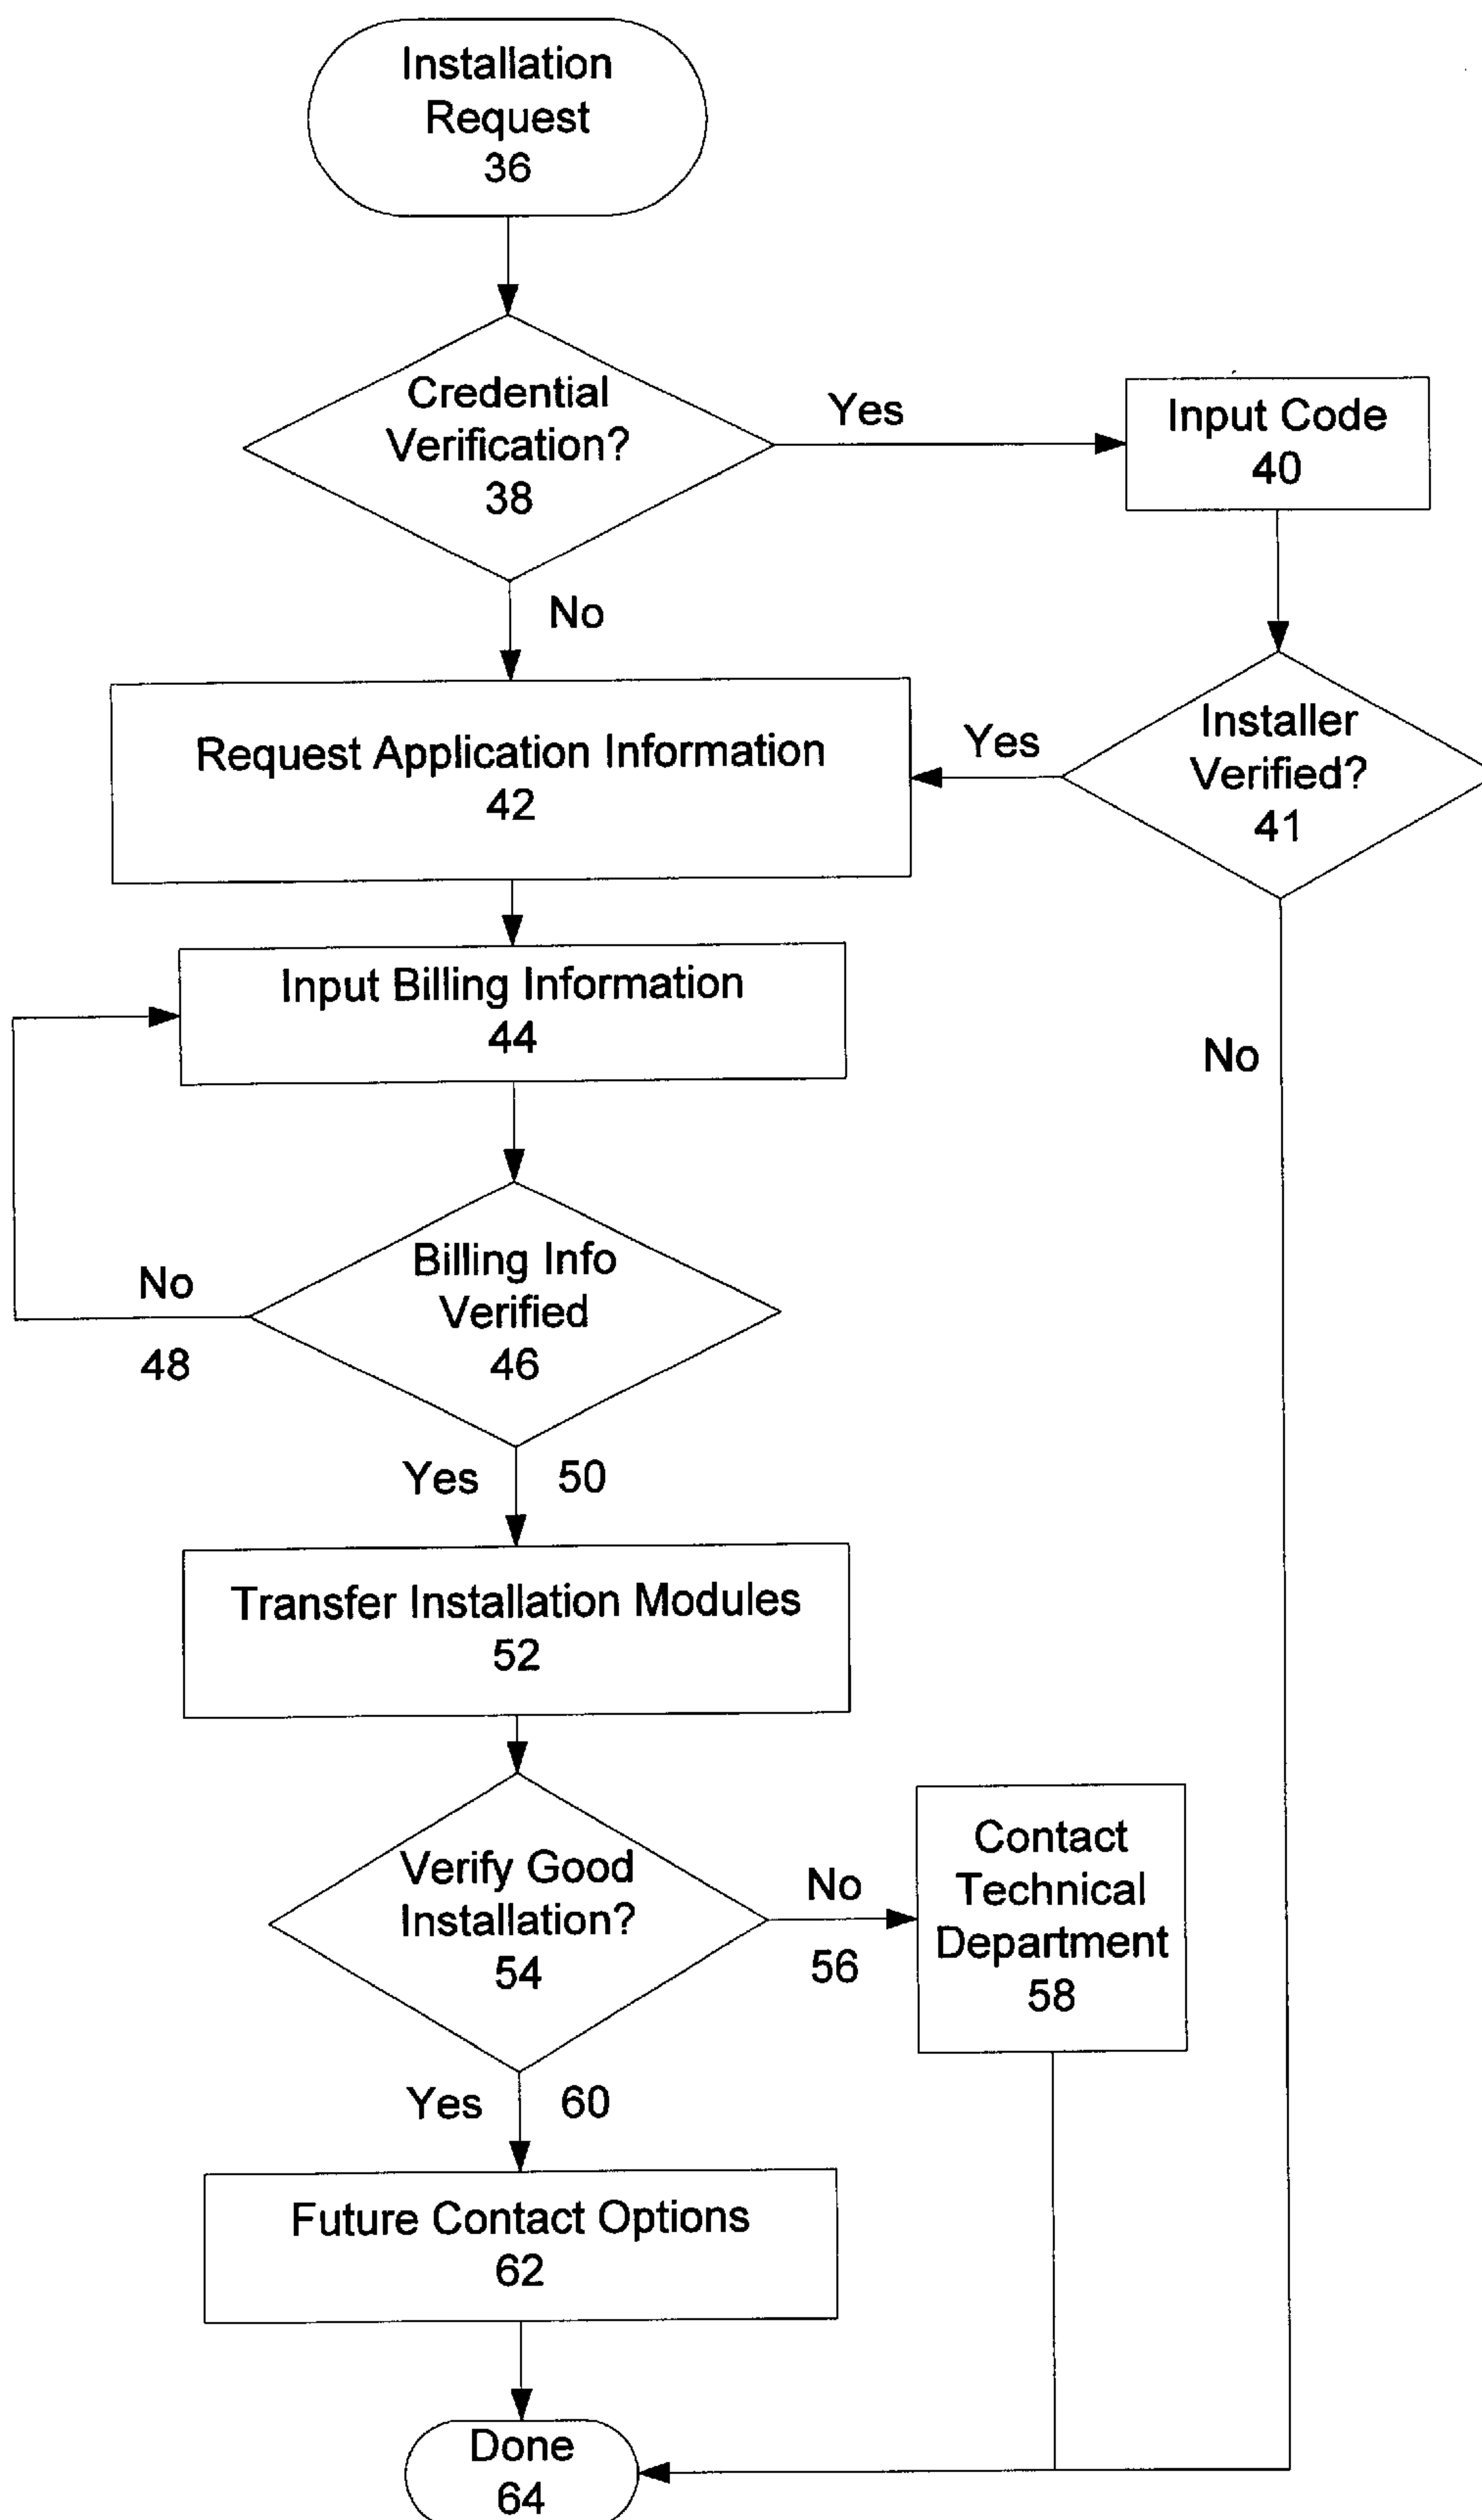 Installation
Request
36
Credential
Verification?
38
Yes
Input Code
40
No
Request Application Information
42
Yes
Installer
Verified?
41
Input Billing Information
44
No
Billing Info
Verified
46
No
48
Yes 50
Transfer Installation Modules
52
Verify Good
Installation?
54
No
56
Contact
Technical
Department
58
Yes 60
Future Contact Options
62
Done
64